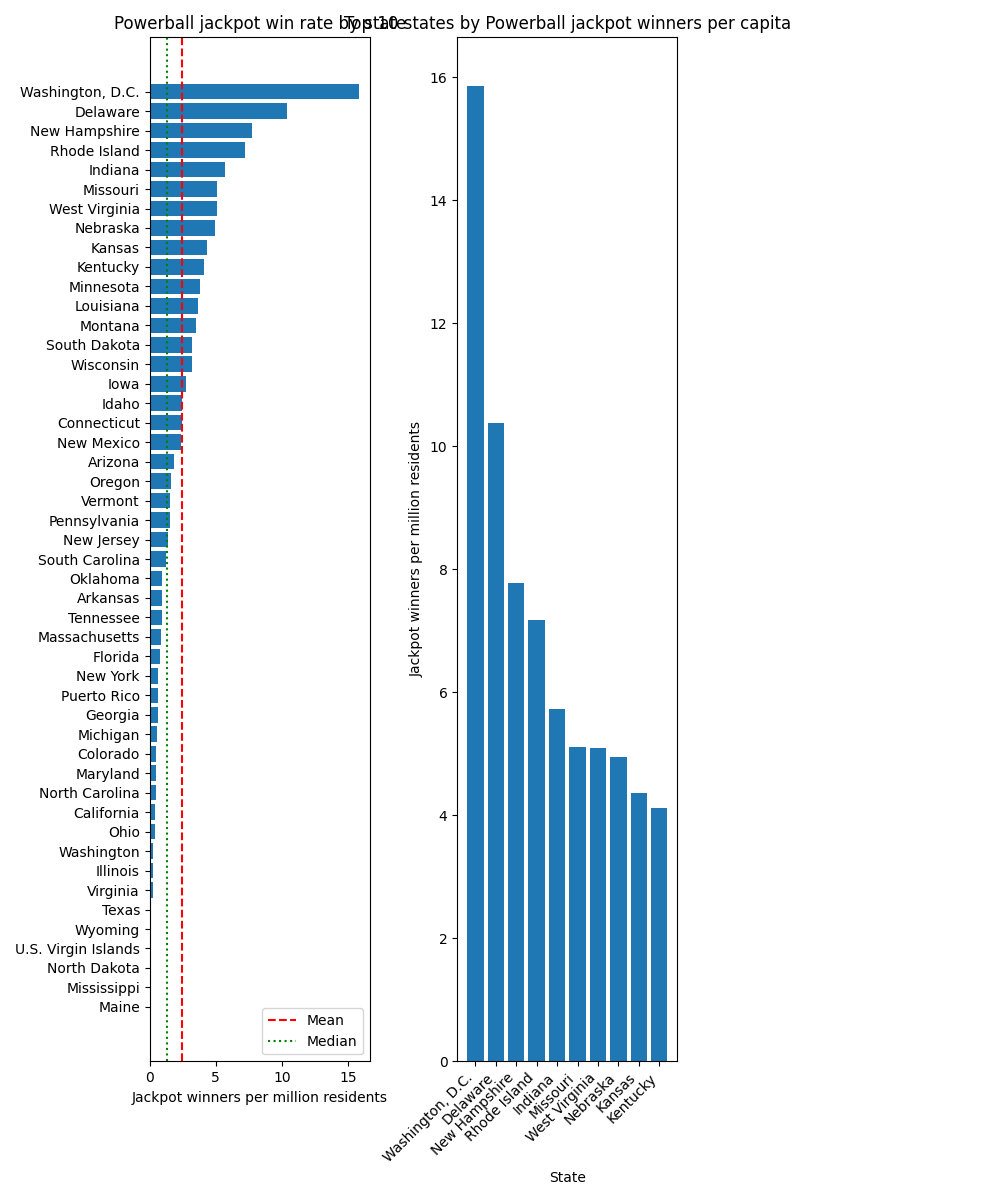 Powerball jackpot win rate by state
Top 10 states by Powerball jackpot winners per capita
Washington, D.C.
Delaware
New Hampshire
Rhode Island
Indiana
Missouri
West Virginia
Nebraska
Kansas
Kentucky
Minnesota
Louisiana
Montana
South Dakota
Wisconsin
Iowa
Idaho
Connecticut
New Mexico
Arizona
Oregon
Vermont
Pennsylvania
New Jersey
South Carolina
Oklahoma
Arkansas
Tennessee
Massachusetts
Florida
New York
Puerto Rico
Georgia
Michigan
Colorado
Maryland
North Carolina
California
Ohio
Washington
Illinois
Virginia
Texas
Wyoming
U.S. Virgin Islands
North Dakota
Mississippi
Maine
Mean
Median
0 5 10 15
Jackpot winners per million residents
16
14
12
10
8
6
4
2
0
Jackpot winners per million residents
Washington, D.C.
Delaware
New Hampshire
Rhode Island
Indiana
Missouri
West Virginia
Nebraska
Kansas
Kentucky
State